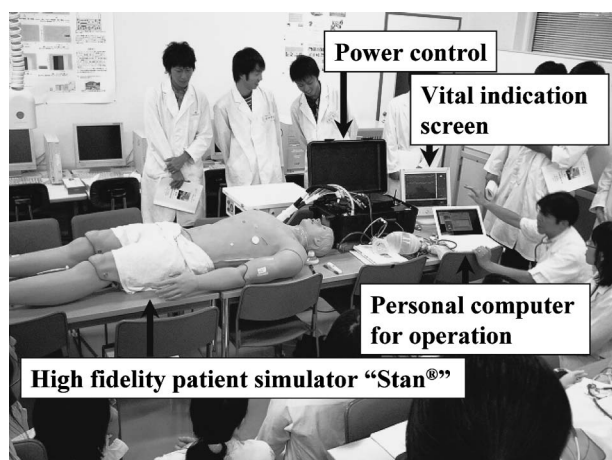 Power control
Vital indication
screen
Personal computer
for operation
High fidelity patient simulator “Stan®”